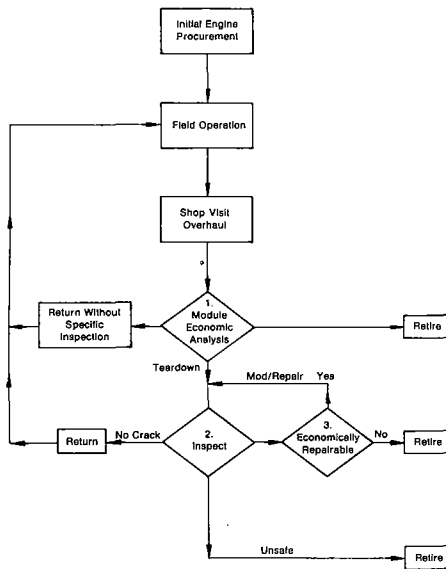 Initial Engine
Procurement
Field Operation
Shop Visit
Overhaul
1.
Module
Economic
Analysis
Return Without
Specific
Inspection
Retire
Teardown
Mod/Repair Yes
2.
Inspect
No Crack
Return
3.
Economically
Repairable
No
Retire
Unsafe
Retire